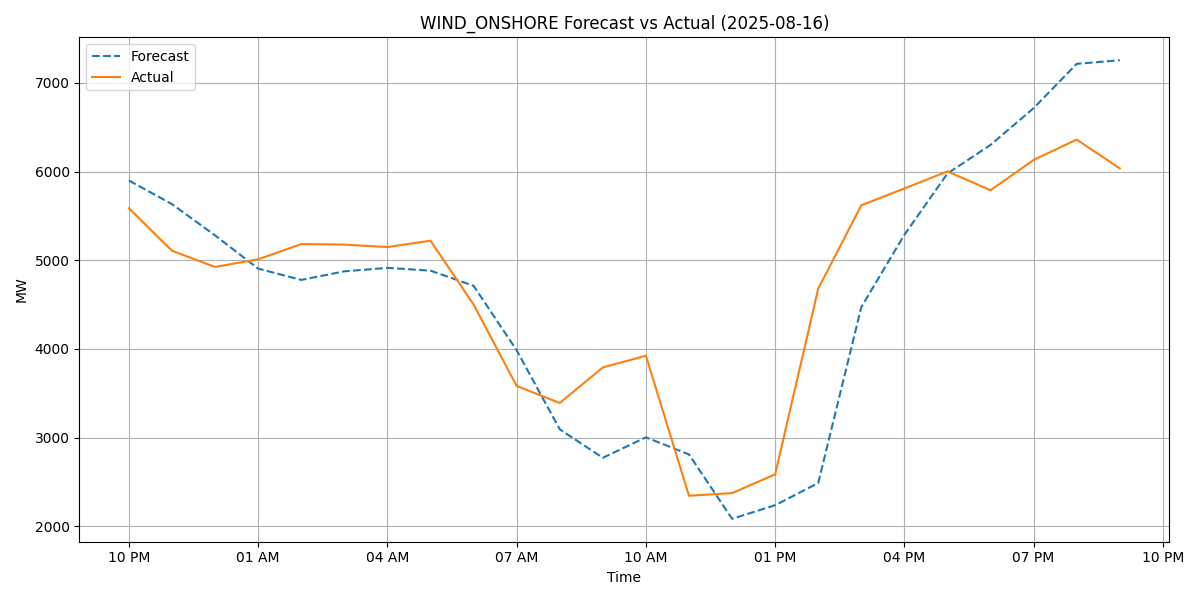 WIND_ONSHORE Forecast vs Actual (2025-08-16)
Forecast
Actual
MW
7000
6000
5000
4000
3000
2000
10 PM 01 AM 04 AM 07 AM 10 AM 01 PM 04 PM 07 PM 10 PM
Time